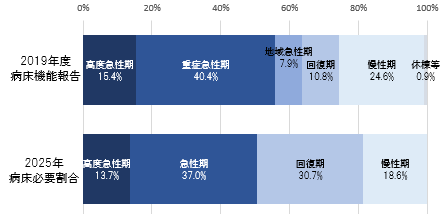 0% 20% 40% 60% 80% 100%
2019年度
病床機能報告
高度急性期
15.4%
重症急性期
40.4%
地域急性期
7.9%
回復期
10.8%
慢性期
24.6%
休棟等
0.9%
2025年
病床必要割合
高度急性期
13.7%
急性期
37.0%
回復期
30.7%
慢性期
18.6%